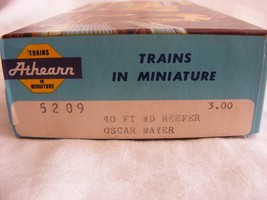 TRAINS
Athearn
IN
MINIATURE
TRAINS
IN MINIATURE
5209 3.00
40 FT WD REEFER
OSCAR MAYER